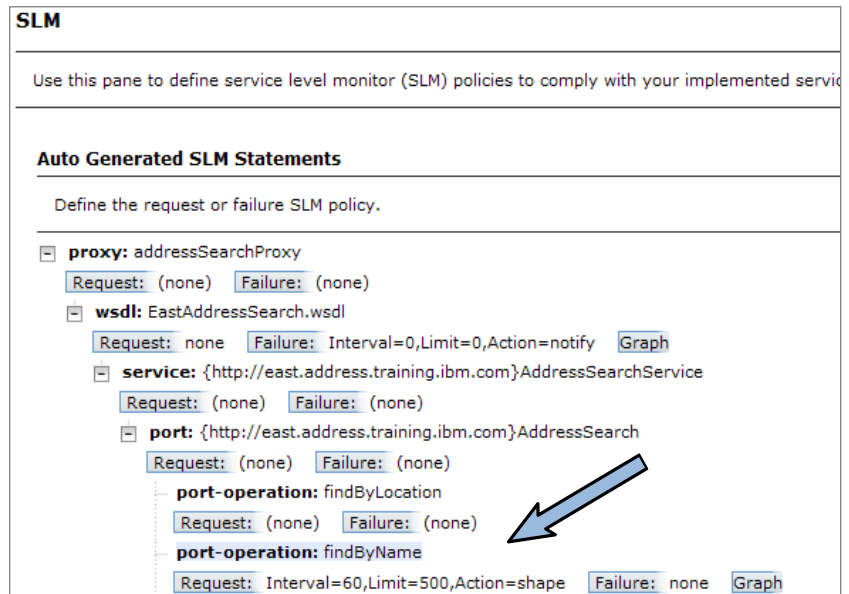 SLM
Use this pane to define service level monitor (SLM) policies to comply with your implemented
Auto Generated SLM Statements
Define the request or failure SLM policy.
proxy: addressSearchProxy
Request: (none) Failure: (none)
wsdl: EastAddressSearch.wsdl
Request: none Failure: Interval=0,Limit=0,Action=notify Graph
service: {http://east.address.training.ibm.com}AddressSearchService
Request: (none) Failure: (none)
port: {http://east.address.training.ibm.com}AddressSearch
Request: (none) Failure: (none)
port-operation: findByLocation
Request: (none) Failure: (none)
port-operation: findByName
Request: Interval=60,Limit=500,Action=shape Failure: none Graph